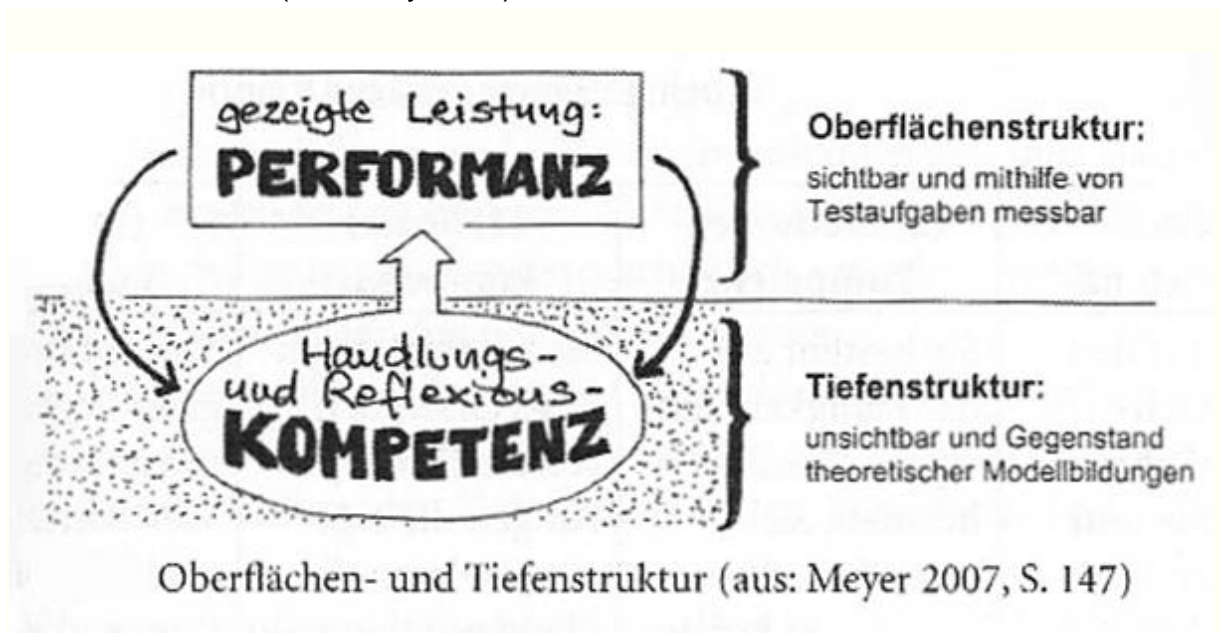 gezeigte Leistung:
PERFORMANZ
Oberflächenstruktur:
sichtbar und mithilfe von
Testaufgaben messbar
Handlungs-
und Reflexions-
KOMPETENZ
Tiefenstruktur:
unsichtbar und Gegenstand
theoretischer Modellbildungen
Oberflächen- und Tiefenstruktur (aus: Meyer 2007, S. 147)